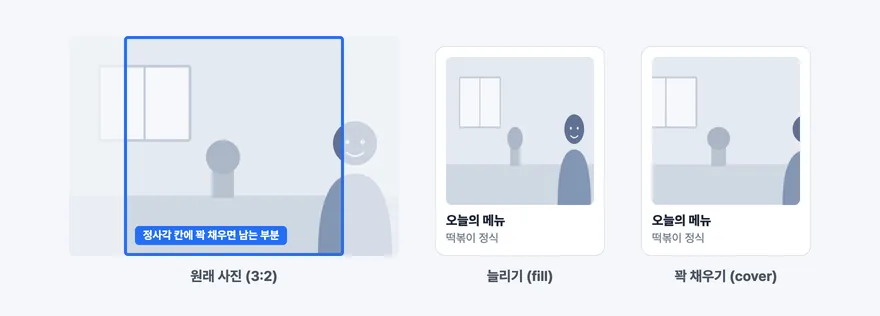 정사각 칸에 꽉 채우면 남는 부분
원래 사진 (3:2)
오늘의 메뉴
떡볶이 정식
늘리기 (fill)
오늘의 메뉴
떡볶이 정식
꽉 채우기 (cover)